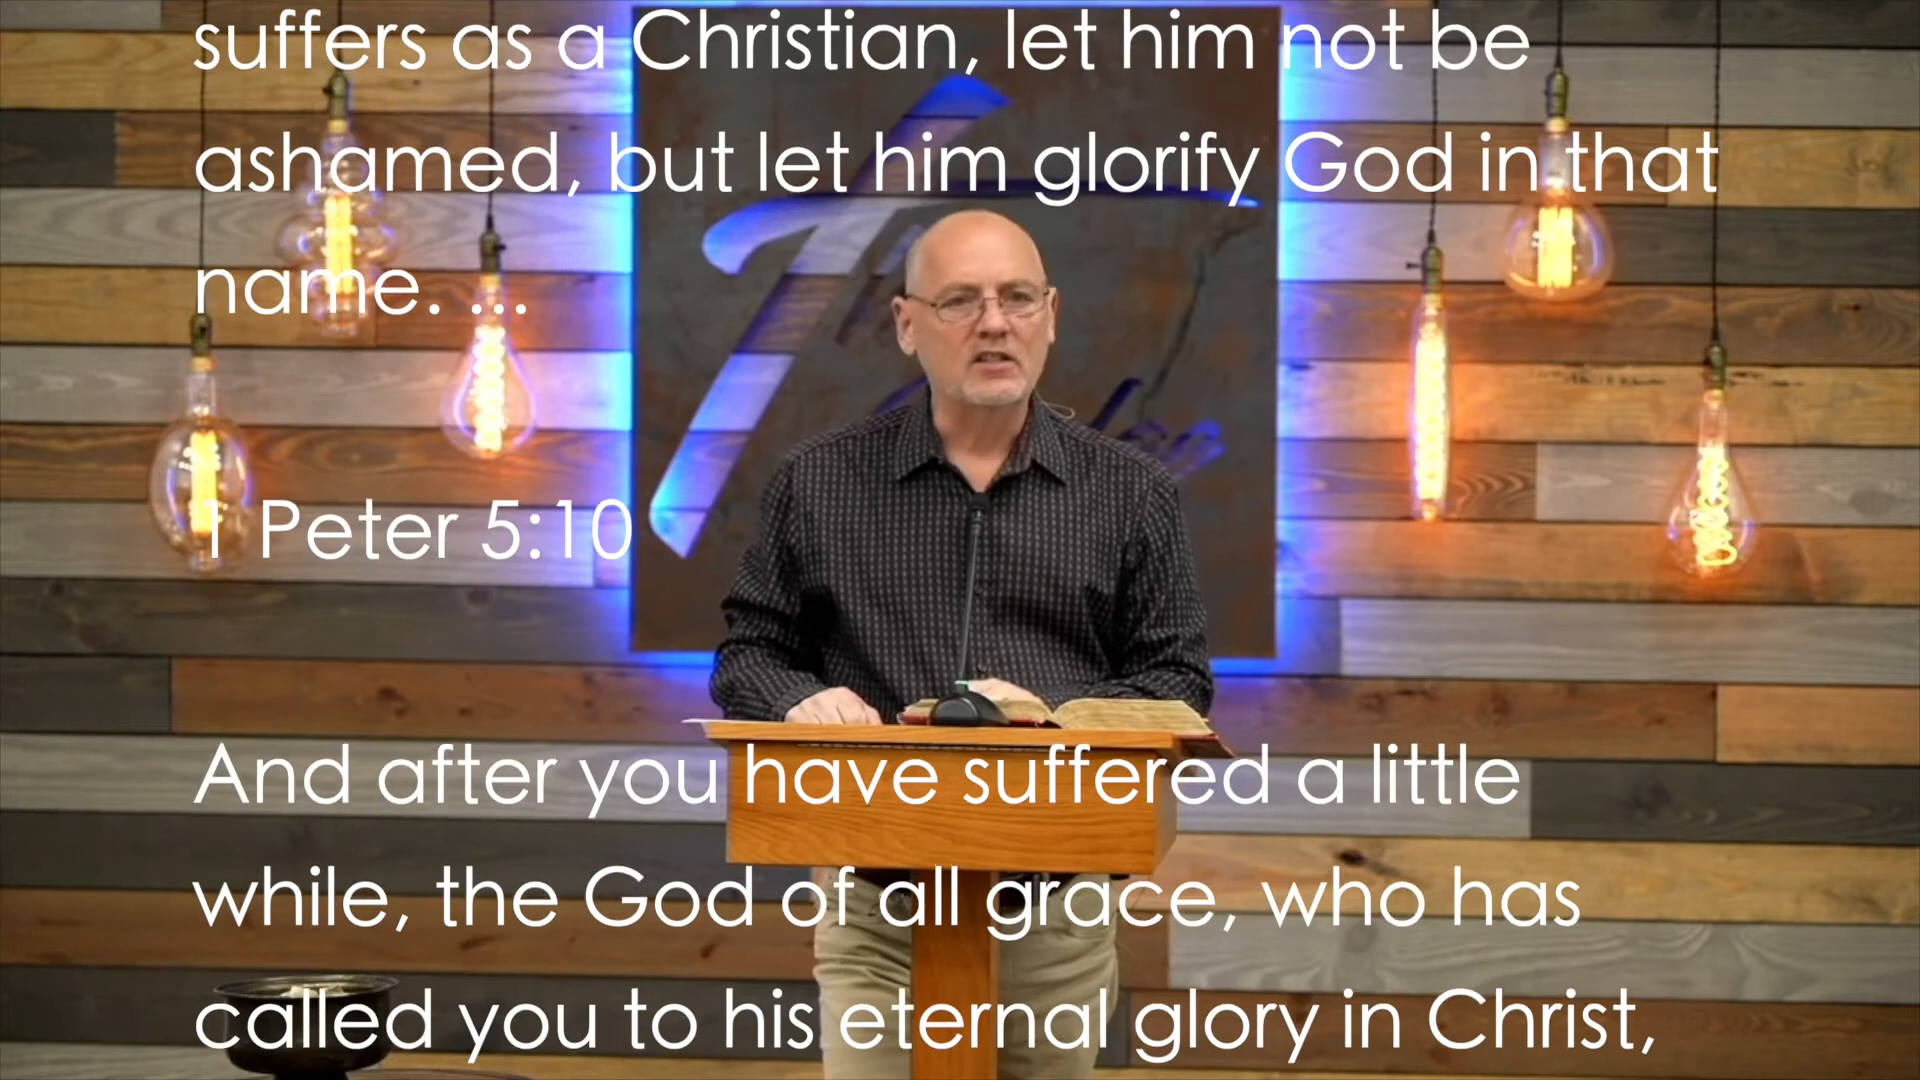 suffers as a Christian, let him not be
ashamed, but let him glorify God in that
name. ...
1 Peter 5:10
And after you have suffered a little
while, the God of all grace, who has
called you to his eternal glory in Christ,